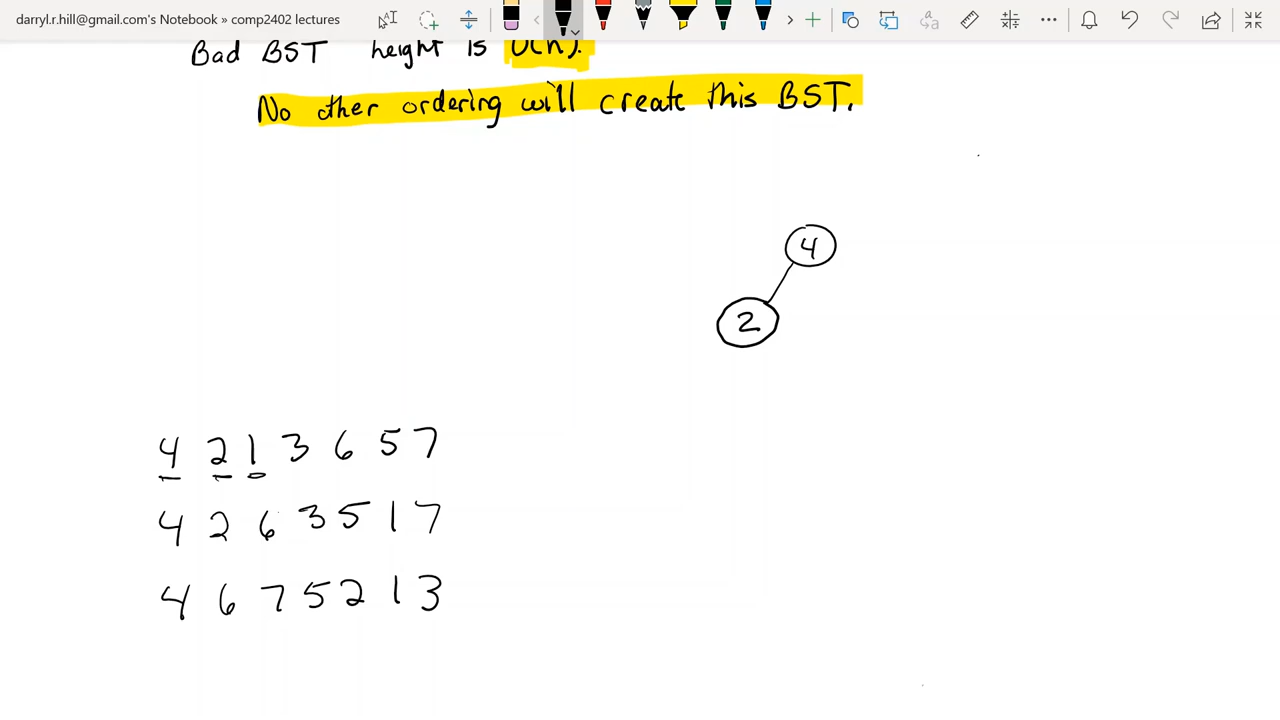 darryl.r.hill@gmail.com's Notebook » comp2402 lectures
Bad BST height is O(n).
No other ordering will create this BST.
4
2
4 2 1 3 6 5 7
4 2 6 3 5 1 7
4 6 7 5 2 1 3